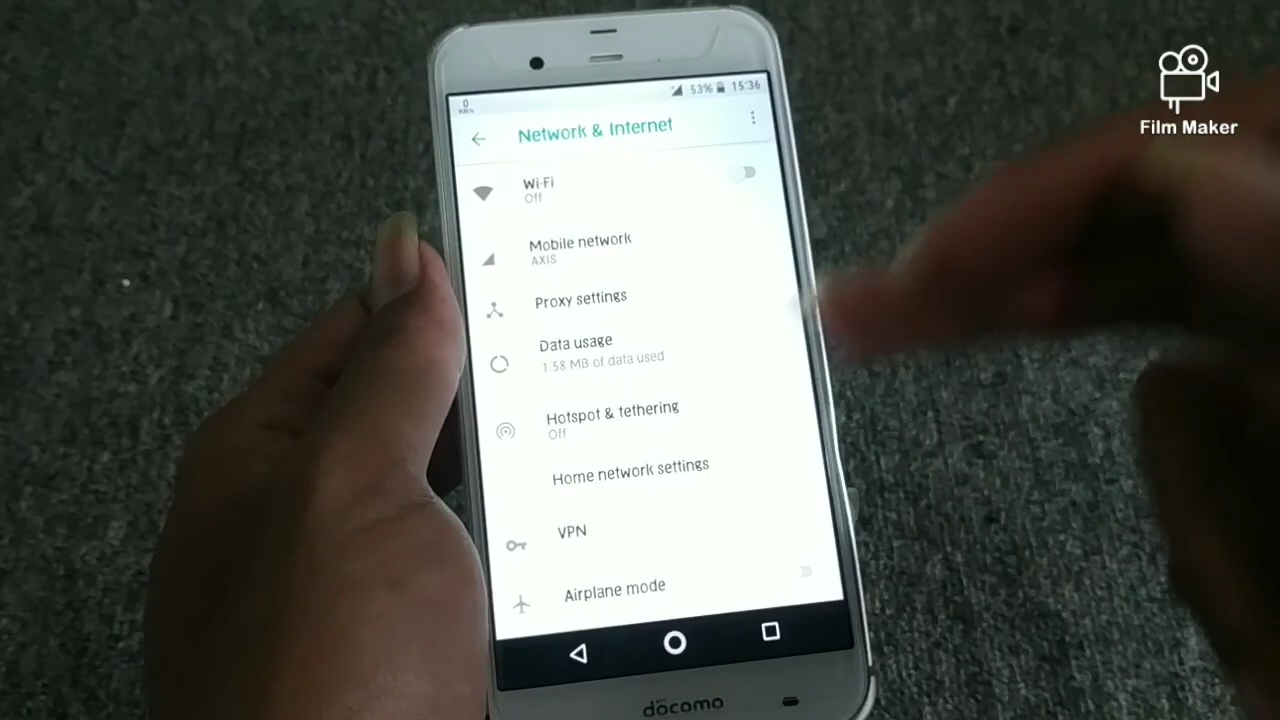 0
53% 15:36
Network & Internet
Wi-Fi
Off
Mobile network
AXIS
Proxy settings
Data usage
1.58 MB of data used
Hotspot & tethering
Off
Home network settings
VPN
Airplane mode
docomo
Film Maker